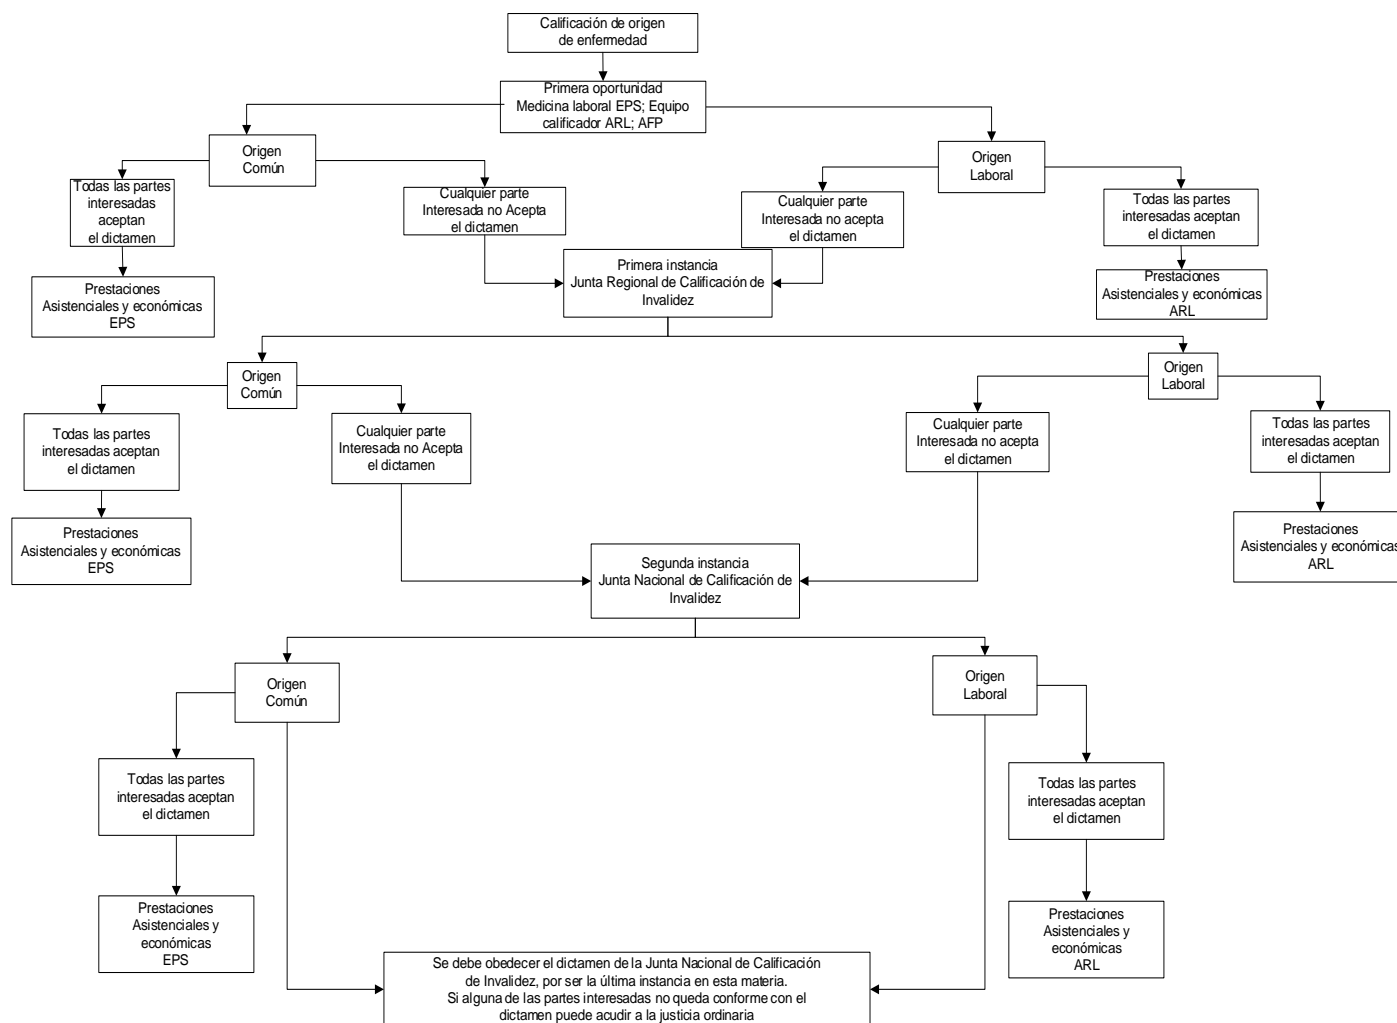 Calificación de origen
de enfermedad
Primera oportunidad
Medicina laboral EPS; Equipo
calificador ARL; AFP
Origen
Común
Origen
Laboral
Todas las partes
interesadas
aceptan
el dictamen
Cualquier parte
Interesada no Acepta
el dictamen
Cualquier parte
Interesada no acepta
el dictamen
Todas las partes
interesadas aceptan
el dictamen
Prestaciones
Asistenciales y económicas
EPS
Primera instancia
Junta Regional de Calificación de
Invalidez
Prestaciones
Asistenciales y económicas
ARL
Origen
Común
Origen
Laboral
Todas las partes
interesadas aceptan
el dictamen
Cualquier parte
Interesada no Acepta
el dictamen
Cualquier parte
Interesada no acepta
el dictamen
Todas las partes
interesadas aceptan
el dictamen
Prestaciones
Asistenciales y económicas
EPS
Segunda instancia
Junta Nacional de Calificación de
Invalidez
Prestaciones
Asistenciales y económicas
ARL
Origen
Común
Origen
Laboral
Todas las partes
interesadas aceptan
el dictamen
Todas las partes
interesadas aceptan
el dictamen
Prestaciones
Asistenciales y
económicas
EPS
Prestaciones
Asistenciales y
económicas
ARL
Se debe obedecer el dictamen de la Junta Nacional de Calificación
de Invalidez, por ser la última instancia en esta materia.
Si alguna de las partes interesadas no queda conforme con el
dictamen puede acudir a la justicia ordinaria